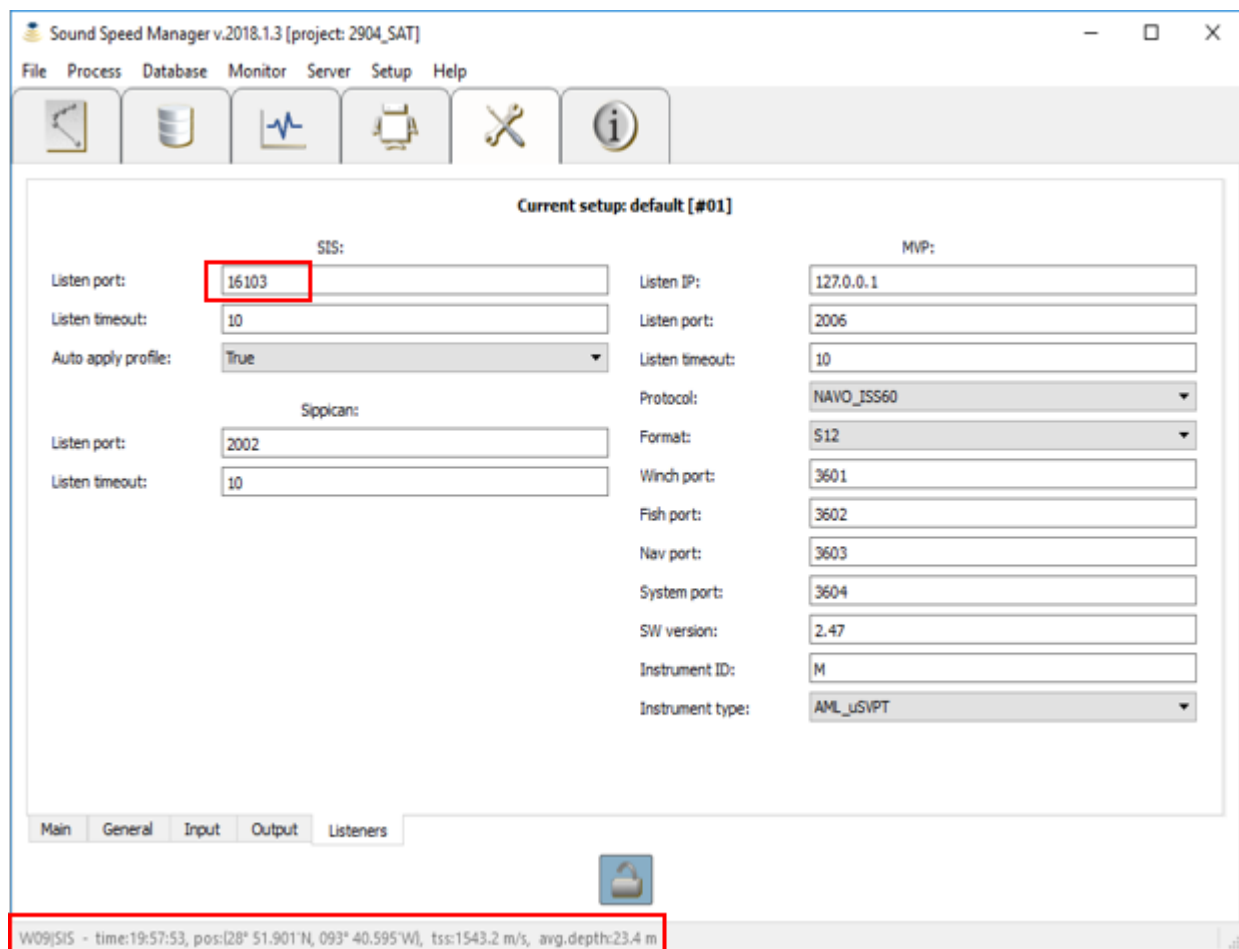 Sound Speed Manager v.2018.1.3 [project: 2904_SAT]
File Process Database Monitor Server Setup Help
Current setup: default [#01]
SIS:
Listen port: 16103
Listen timeout: 10
Auto apply profile: True
Sippican:
Listen port: 2002
Listen timeout: 10
MVP:
Listen IP: 127.0.0.1
Listen port: 2006
Listen timeout: 10
Protocol: NAVO_ISS60
Format: S12
Winch port: 3601
Fish port: 3602
Nav port: 3603
System port: 3604
SW version: 2.47
Instrument ID: M
Instrument type: AML_uSVPT
Main General Input Output Listeners
W09|SIS - time:19:57:53, pos:(28° 51.901'N, 093° 40.595'W), tss:1543.2 m/s, avg.depth:23.4 m